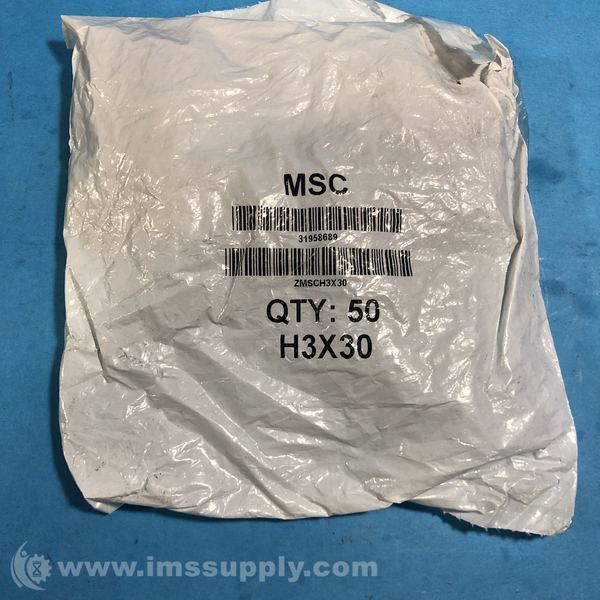 MSC
31958689
ZMSCH3X30
QTY: 50
H3X30
www.imssupply.com